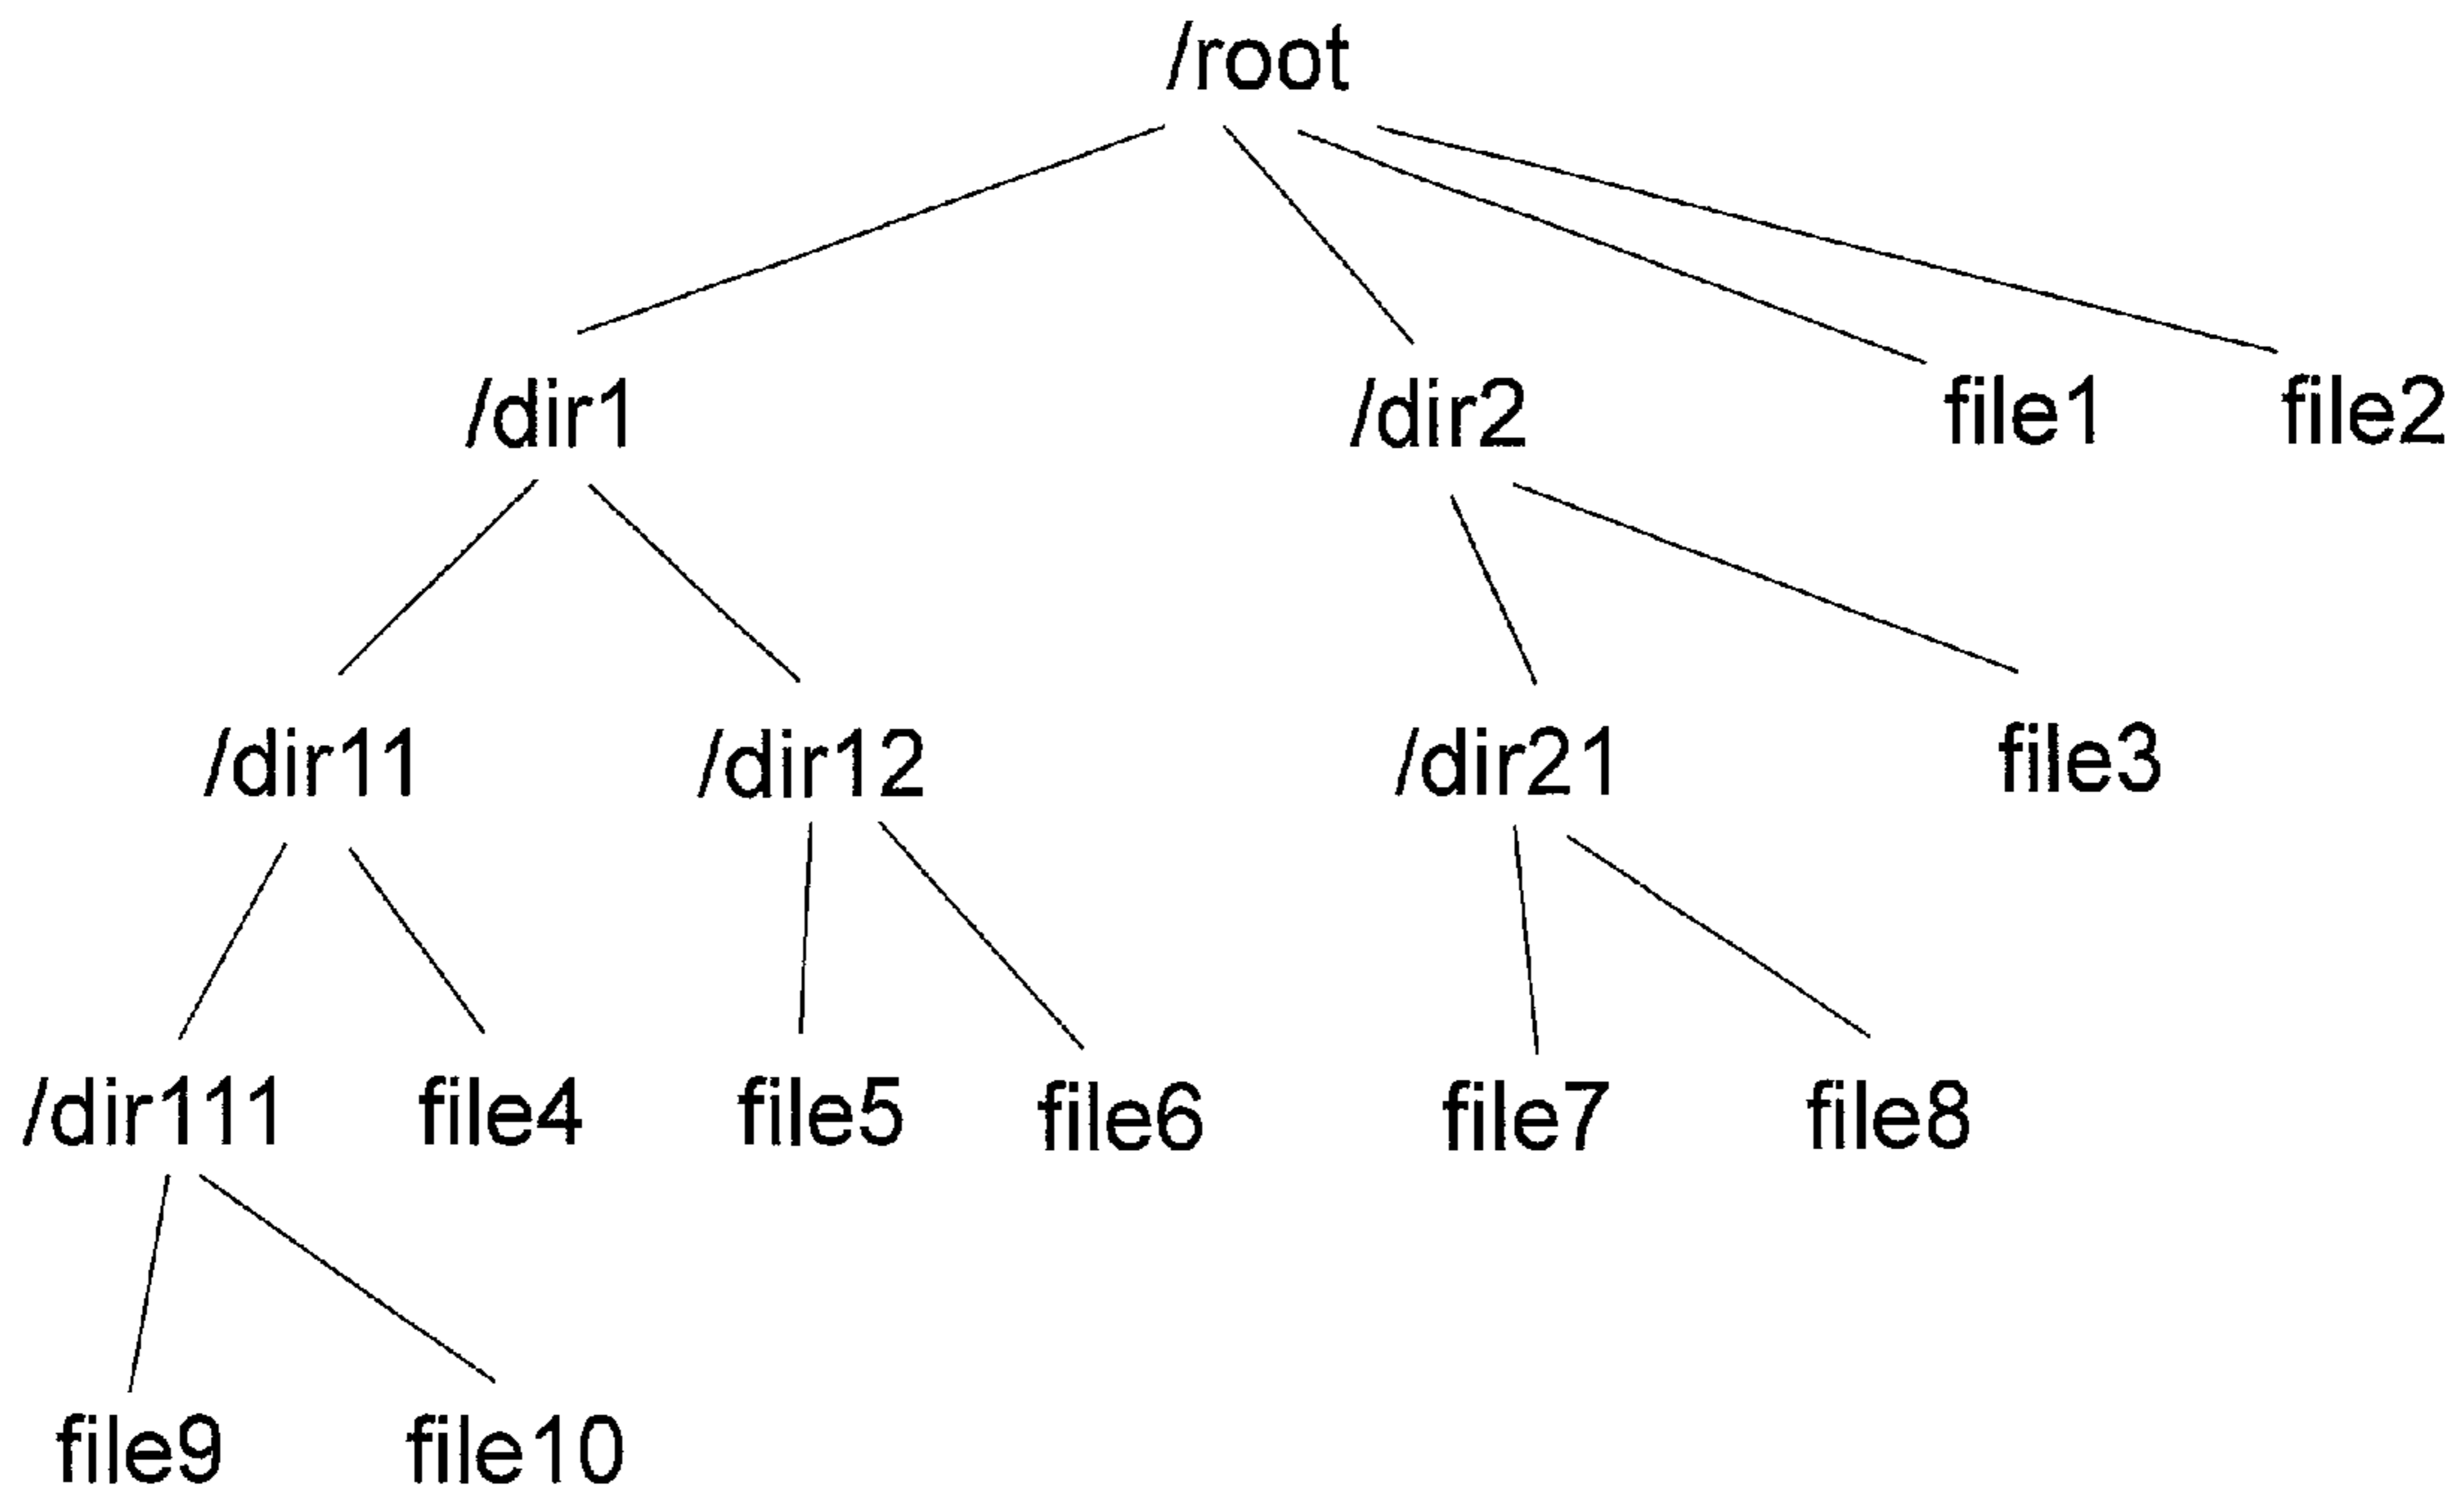 /root
/dir1 /dir2 file1 file2
/dir11 /dir12 /dir21 file3
/dir111 file4 file5 file6 file7 file8
file9 file10